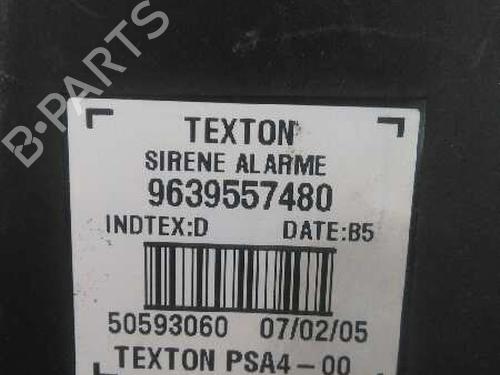 B-PARTS
TEXTON
SIRENE ALARME
9639557480
INDTEX:D DATE:B5
50593060 07/02/05
TEXTON PSA4-00